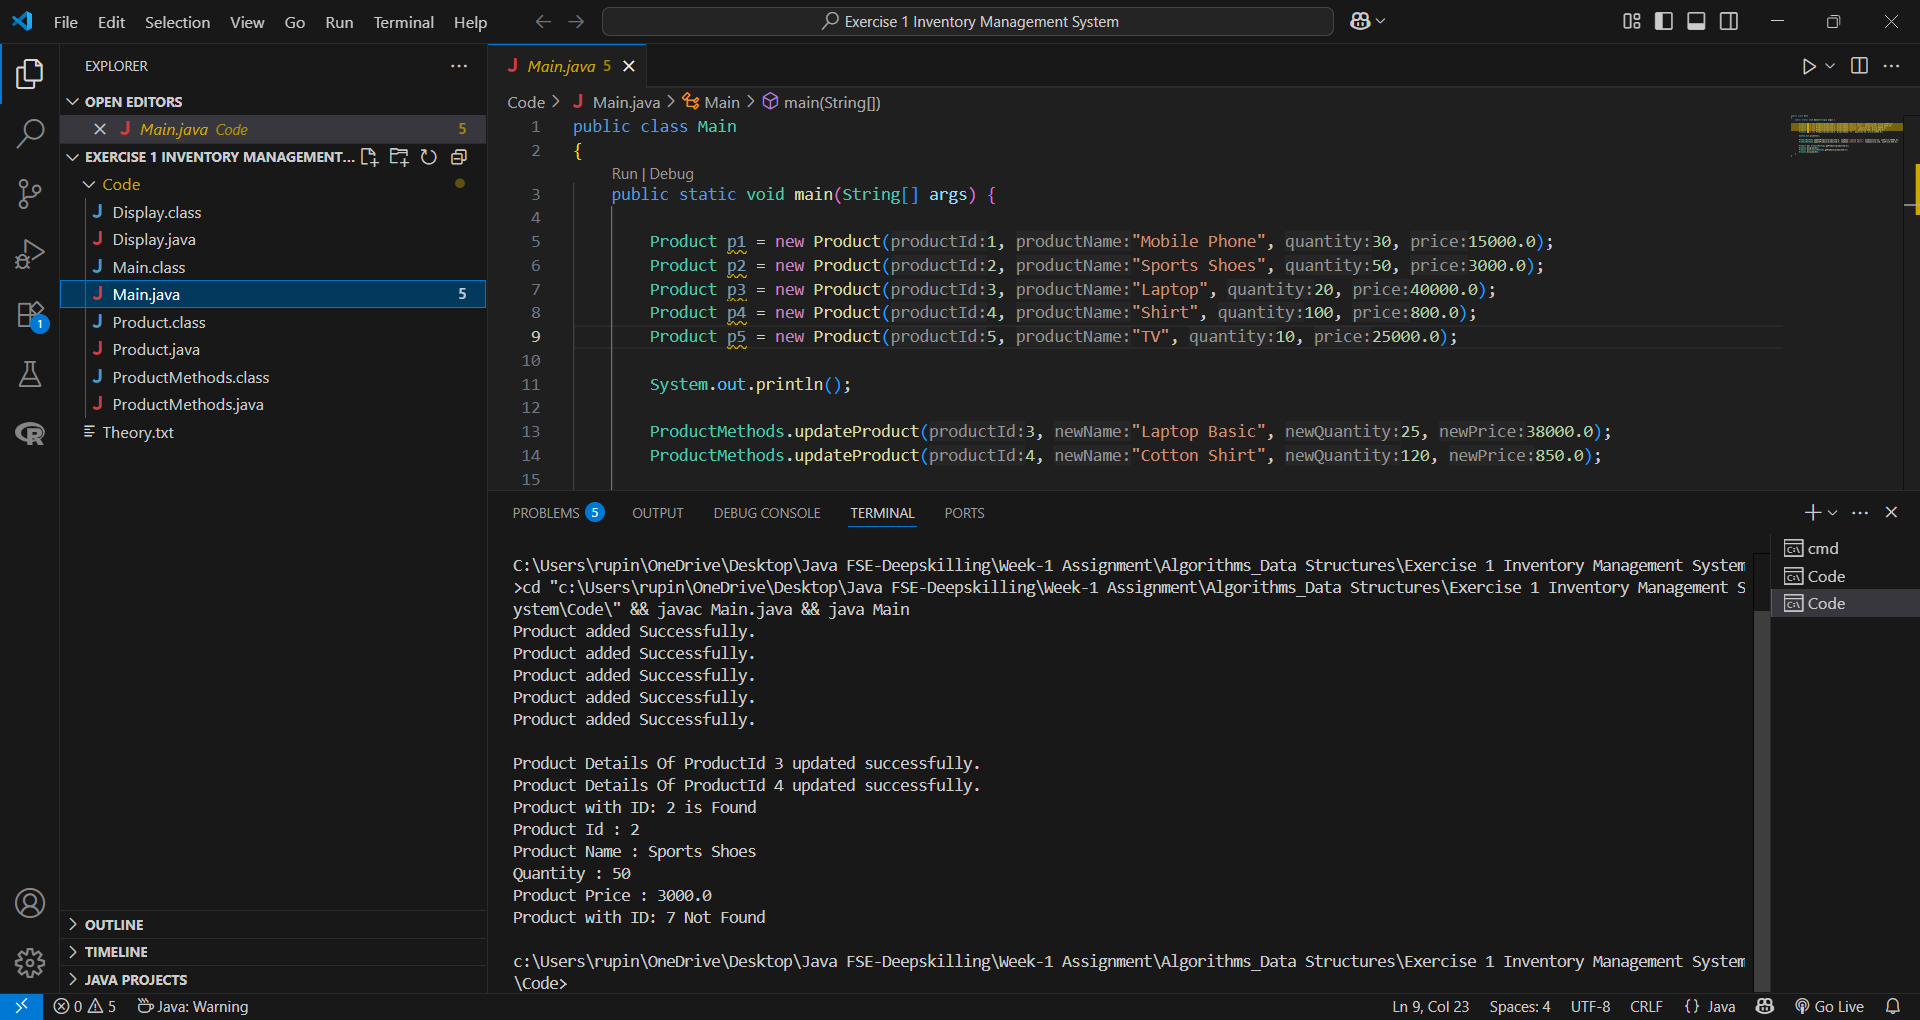 File Edit Selection View Go Run Terminal Help
Exercise 1 Inventory Management System
EXPLORER
OPEN EDITORS
Main.java Code 5
EXERCISE 1 INVENTORY MANAGEMENT...
Code
Display.class
Display.java
Main.class
Main.java 5
Product.class
Product.java
ProductMethods.class
ProductMethods.java
Theory.txt
1
OUTLINE
TIMELINE
JAVA PROJECTS
Main.java 5
Code > Main.java > Main > main(String[])
1 public class Main
2 {
Run | Debug
3 public static void main(String[] args) {
4
5 Product p1 = new Product(productId:1, productName:"Mobile Phone", quantity:30, price:15000.0);
6 Product p2 = new Product(productId:2, productName:"Sports Shoes", quantity:50, price:3000.0);
7 Product p3 = new Product(productId:3, productName:"Laptop", quantity:20, price:40000.0);
8 Product p4 = new Product(productId:4, productName:"Shirt", quantity:100, price:800.0);
9 Product p5 = new Product(productId:5, productName:"TV", quantity:10, price:25000.0);
10
11 System.out.println();
12
13 ProductMethods.updateProduct(productId:3, newName:"Laptop Basic", newQuantity:25, newPrice:38000.0);
14 ProductMethods.updateProduct(productId:4, newName:"Cotton Shirt", newQuantity:120, newPrice:850.0);
15
PROBLEMS 5 OUTPUT DEBUG CONSOLE TERMINAL PORTS
C:\Users\rupin\OneDrive\Desktop\Java FSE-Deepskilling\Week-1 Assignment\Algorithms_Data Structures\Exercise 1 Inventory Management System
>cd "c:\Users\rupin\OneDrive\Desktop\Java FSE-Deepskilling\Week-1 Assignment\Algorithms_Data Structures\Exercise 1 Inventory Management S
ystem\Code\" && javac Main.java && java Main
Product added Successfully.
Product added Successfully.
Product added Successfully.
Product added Successfully.
Product added Successfully.
Product Details Of ProductId 3 updated successfully.
Product Details Of ProductId 4 updated successfully.
Product with ID: 2 is Found
Product Id : 2
Product Name : Sports Shoes
Quantity : 50
Product Price : 3000.0
Product with ID: 7 Not Found
c:\Users\rupin\OneDrive\Desktop\Java FSE-Deepskilling\Week-1 Assignment\Algorithms_Data Structures\Exercise 1 Inventory Management System
\Code>
cmd
Code
Code
0 5 Java: Warning
Ln 9, Col 23 Spaces: 4 UTF-8 CRLF {} Java Go Live